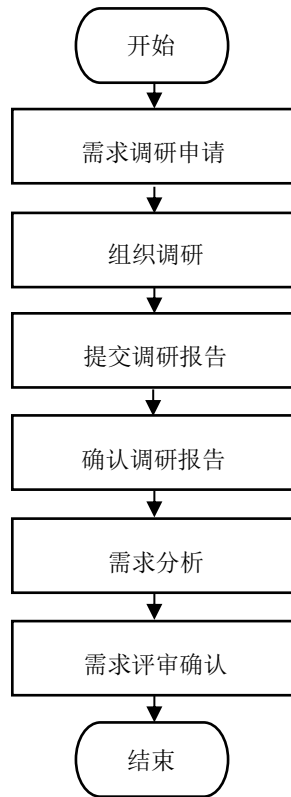 开始
需求调研申请
组织调研
提交调研报告
确认调研报告
需求分析
需求评审确认
结束